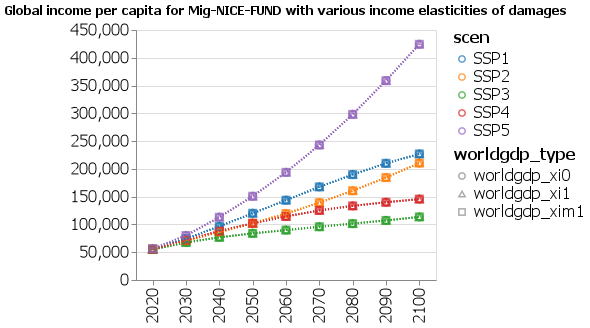 Global income per capita for Mig-NICE-FUND with various income elasticities of damages
450,000
400,000
350,000
300,000
250,000
200,000
150,000
100,000
50,000
0
2020
2030
2040
2050
2060
2070
2080
2090
2100
scen
SSP1
SSP2
SSP3
SSP4
SSP5
worldgdp_type
worldgdp_xi0
worldgdp_xi1
worldgdp_xim1